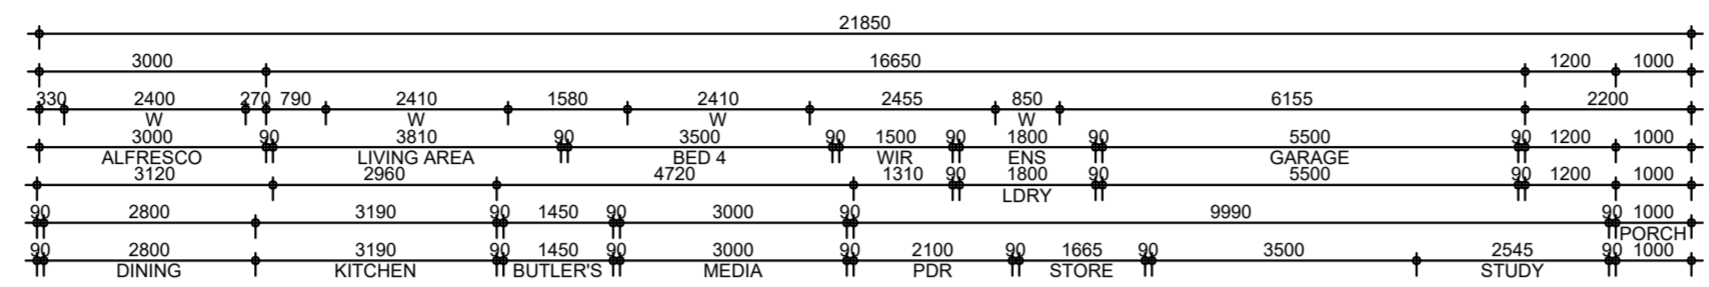 21850
3000 16650 1200 1000
330 2400 270 790 2410 1580 2410 2455 850 6155 2200
W W W W
3000 90 3810 90 3500 90 1500 90 1800 90 5500 90 1200 1000
ALFRESCO LIVING AREA BED 4 WIR ENS GARAGE
3120 2960 4720 1310 90 1800 90 5500 90 1200 1000
LDRY
90 2800 3190 90 1450 90 3000 90 9990 90 1000
PORCH
90 2800 3190 90 1450 90 3000 90 2100 90 1665 90 3500 2545 90 1000
DINING KITCHEN BUTLER'S MEDIA PDR STORE STUDY